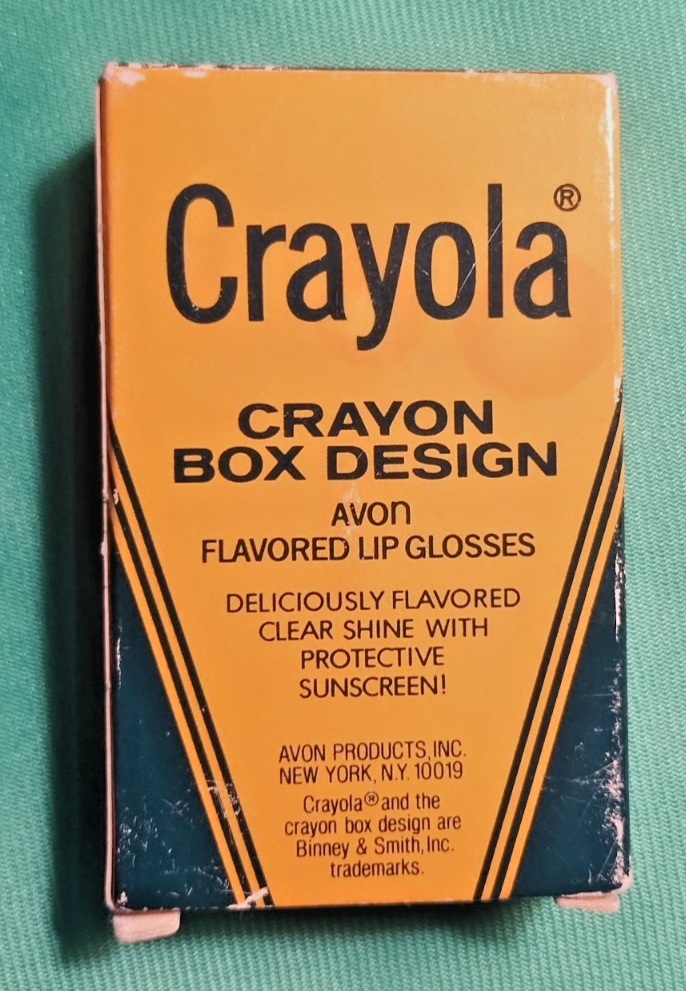 Crayola®
CRAYON
BOX DESIGN
AVON
FLAVORED LIP GLOSSES
DELICIOUSLY FLAVORED
CLEAR SHINE WITH
PROTECTIVE
SUNSCREEN!
AVON PRODUCTS, INC.
NEW YORK, N.Y. 10019
Crayola® and the
crayon box design are
Binney & Smith, Inc.
trademarks.